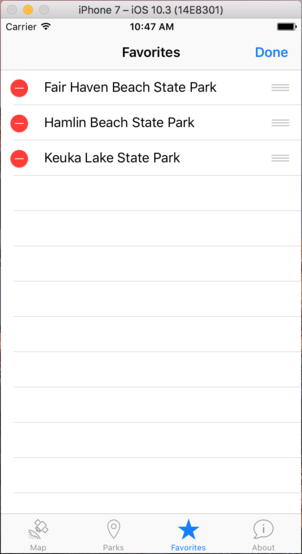 iPhone 7 – iOS 10.3 (14E8301)
Carrier 10:47 AM
Favorites Done
Fair Haven Beach State Park
Hamlin Beach State Park
Keuka Lake State Park
Map Parks Favorites About